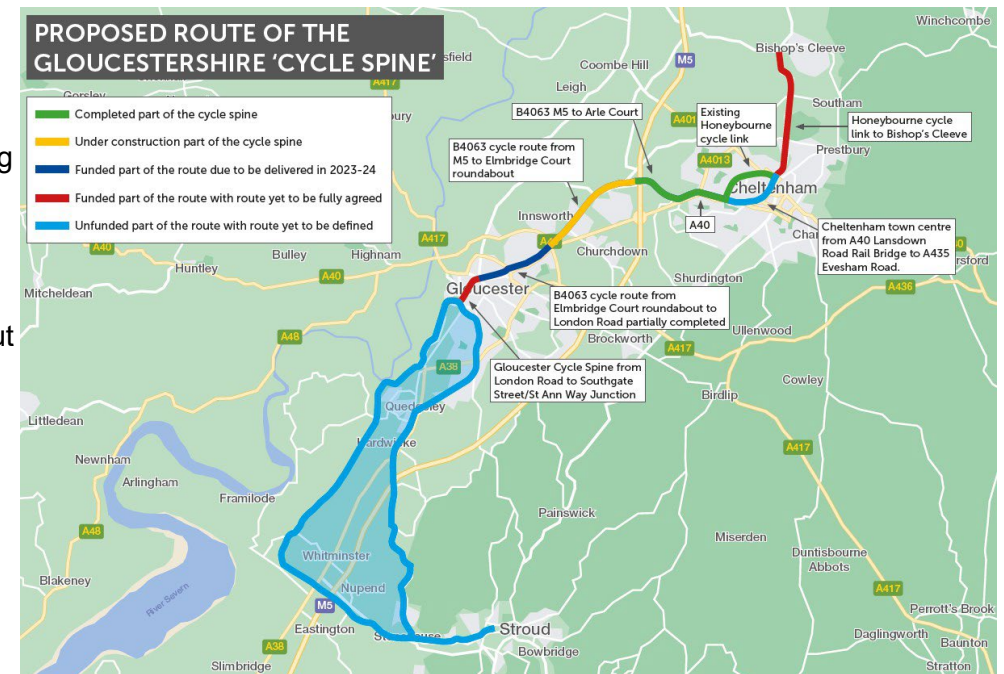 PROPOSED ROUTE OF THE
GLOUCESTERSHIRE ‘CYCLE SPINE’
Completed part of the cycle spine
Under construction part of the cycle spine
Funded part of the route due to be delivered in 2023-24
Funded part of the route with route yet to be fully agreed
Unfunded part of the route with route yet to be defined
Winchcombe
Bishop's Cleeve
M5
Coombe Hill
A417
Leigh
Southam
B4063 M5 to Arle Court
Existing
Honeybourne
cycle link
Honeybourne cycle
link to Bishop's Cleeve
Prestbury
B4063 cycle route from
M5 to Elmbridge Court
roundabout
A4013
Cheltenham
Innsworth
A40
Cheltenham town centre
from A40 Lansdown
Road Rail Bridge to A435
Evesham Road.
A417
Churchdown
A40
Bulley
Highnam
Huntley
A40
Shurdington
A436
Mitcheldean
Gloucester
B4063 cycle route from
Elmbridge Court roundabout to
London Road partially completed
Ullenwood
A48
Brockworth
A417
A38
Gloucester Cycle Spine from
London Road to Southgate
Street/St Ann Way Junction
Cowley
Birdlip
Quedgeley
Littledean
Hardwicke
A417
Newnham
Arlingham
Framilode
Painswick
A48
Miserden
Duntisbourne
Abbots
Whitminster
Blakeney
Nupend
A417
River Severn
M5
Perrott's Brook
Eastington
Stonehouse
Stroud
Daglingworth
Baunton
A38
Bowbridge
Slimbridge
Stratton